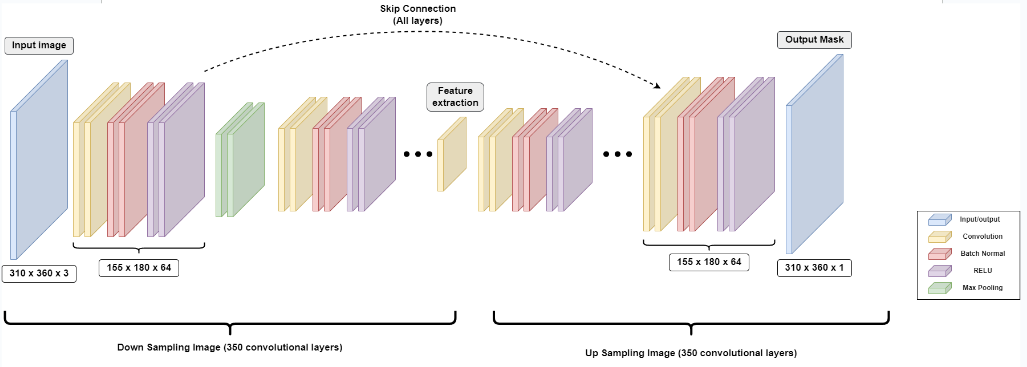 Skip Connection
(All layers)
Input image
Output Mask
Feature
extraction
310 x 360 x 3
155 x 180 x 64
155 x 180 x 64
310 x 360 x 1
Input/output
Convolution
Batch Normal
RELU
Max Pooling
Down Sampling Image (350 convolutional layers)
Up Sampling Image (350 convolutional layers)